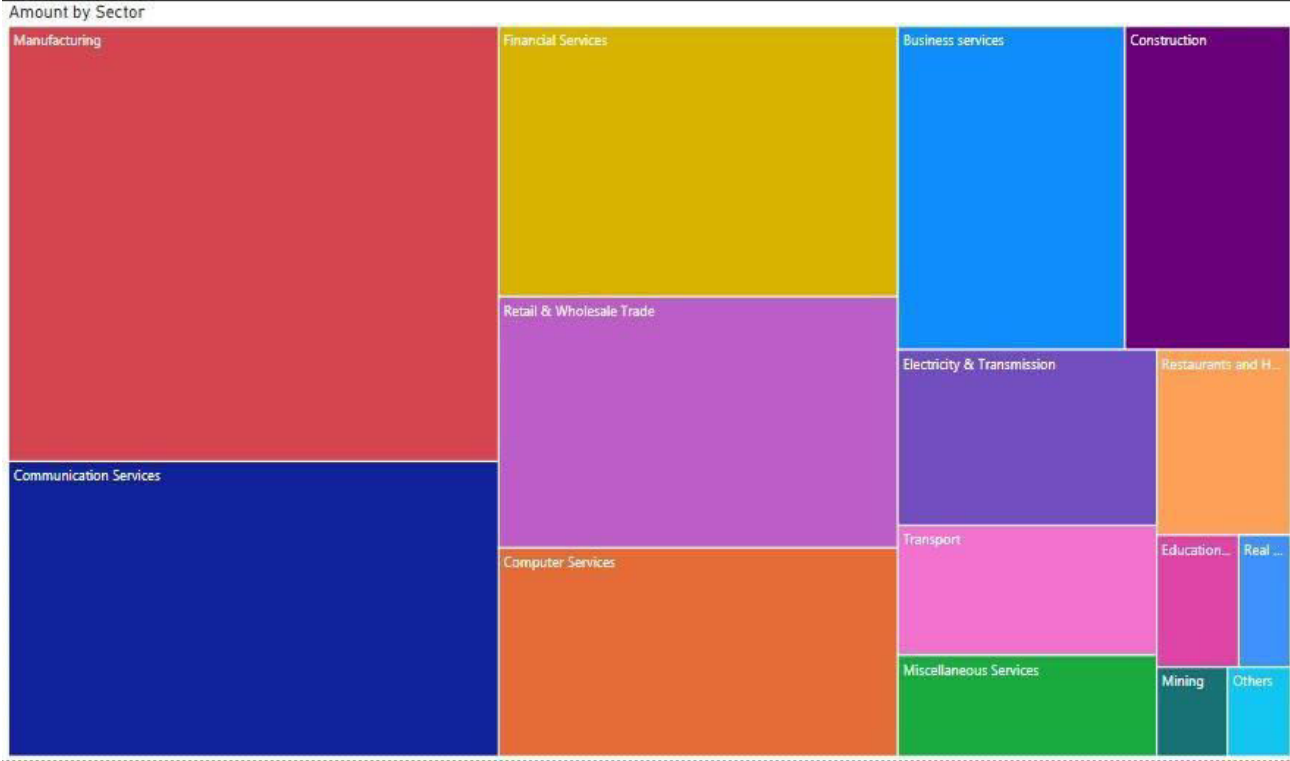 Amount by Sector
Manufacturing
Financial Services
Business services
Construction
Retail & Wholesale Trade
Electricity & Transmission
Restaurants and H...
Communication Services
Transport
Education...
Real ...
Computer Services
Miscellaneous Services
Mining
Others